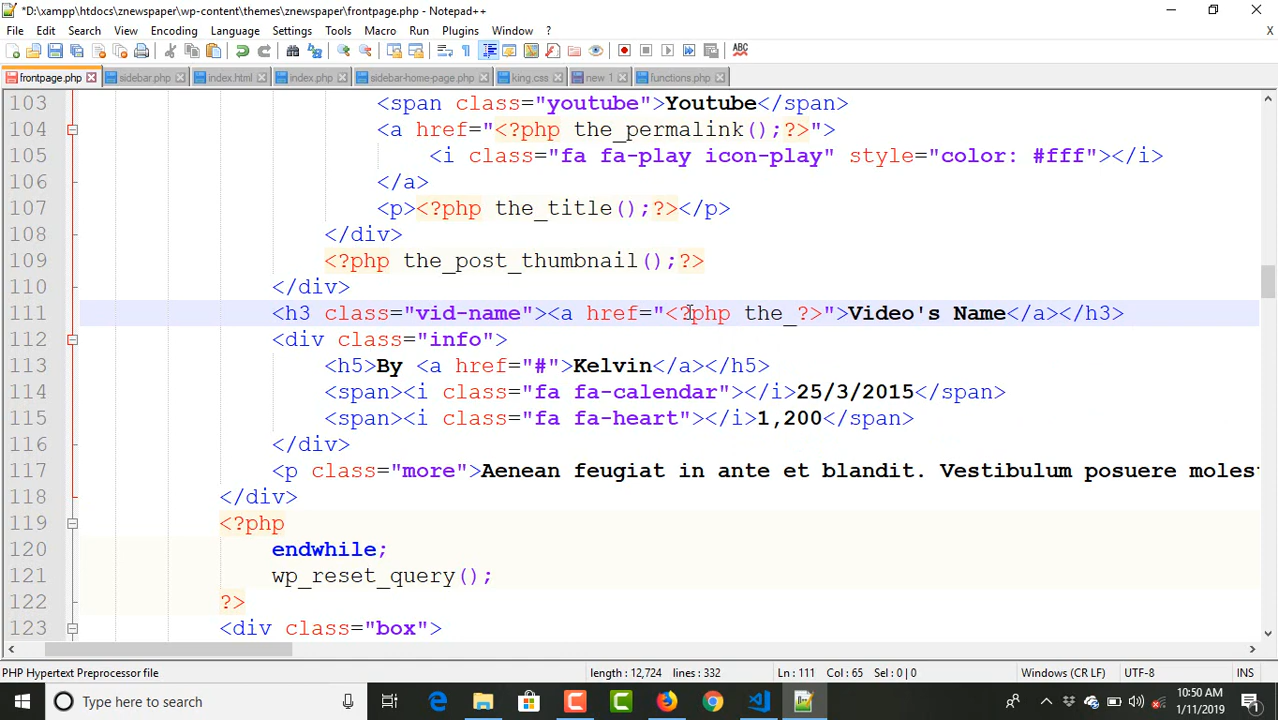 *D:\xampp\htdocs\znewspaper\wp-content\themes\znewspaper\frontpage.php - Notepad++
File Edit Search View Encoding Language Settings Tools Macro Run Plugins Window ? X
frontpage.php sidebar.php index.html index.php sidebar-home-page.php king.css new 1 functions.php
103 <span class="youtube">Youtube</span>
104 <a href="<?php the_permalink();?>">
105 <i class="fa fa-play icon-play" style="color: #fff"></i>
106 </a>
107 <p><?php the_title();?></p>
108 </div>
109 <?php the_post_thumbnail();?>
110 </div>
111 <h3 class="vid-name"><a href="<?php the_?>">Video's Name</a></h3>
112 <div class="info">
113 <h5>By <a href="#">Kelvin</a></h5>
114 <span><i class="fa fa-calendar"></i>25/3/2015</span>
115 <span><i class="fa fa-heart"></i>1,200</span>
116 </div>
117 <p class="more">Aenean feugiat in ante et blandit. Vestibulum posuere moles
118 </div>
119 <?php
120 endwhile;
121 wp_reset_query();
122 ?>
123 <div class="box">
PHP Hypertext Preprocessor file length : 12,724 lines : 332 Ln : 111 Col : 65 Sel : 0 | 0 Windows (CR LF) UTF-8 INS
Type here to search 10:50 AM
1/11/2019